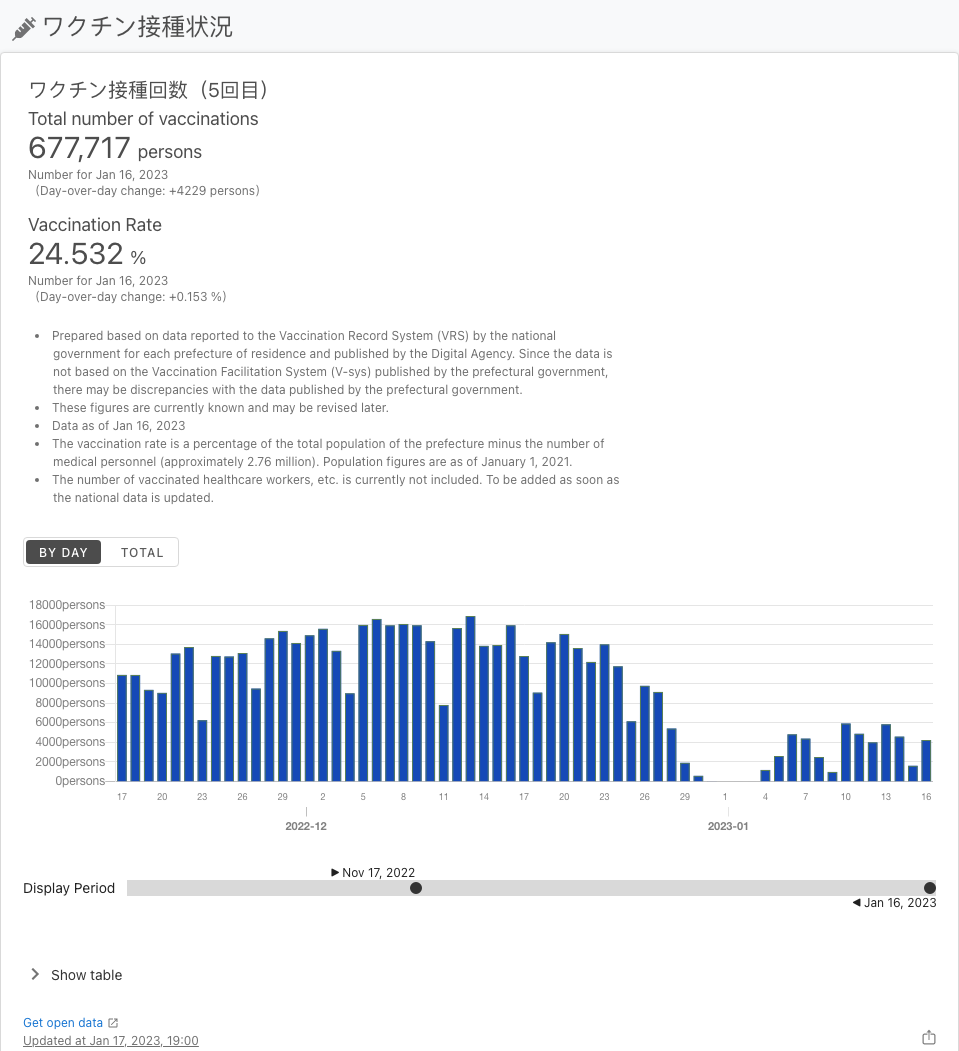 ワクチン接種状況
ワクチン接種回数（5回目）
Total number of vaccinations
677,717 persons
Number for Jan 16, 2023
（Day-over-day change: +4229 persons）
Vaccination Rate
24.532 %
Number for Jan 16, 2023
（Day-over-day change: +0.153 %）
• Prepared based on data reported to the Vaccination Record System (VRS) by the national
government for each prefecture of residence and published by the Digital Agency. Since the data is
not based on the Vaccination Facilitation System (V-sys) published by the prefectural government,
there may be discrepancies with the data published by the prefectural government.
• These figures are currently known and may be revised later.
• Data as of Jan 16, 2023
• The vaccination rate is a percentage of the total population of the prefecture minus the number of
medical personnel (approximately 2.76 million). Population figures are as of January 1, 2021.
• The number of vaccinated healthcare workers, etc. is currently not included. To be added as soon as
the national data is updated.
BY DAY TOTAL
18000persons
16000persons
14000persons
12000persons
10000persons
8000persons
6000persons
4000persons
2000persons
0persons
17 20 23 26 29 2 5 8 11 14 17 20 23 26 29 1 4 7 10 13 16
2022-12 2023-01
Nov 17, 2022
Display Period
Jan 16, 2023
Show table
Get open data
Updated at Jan 17, 2023, 19:00